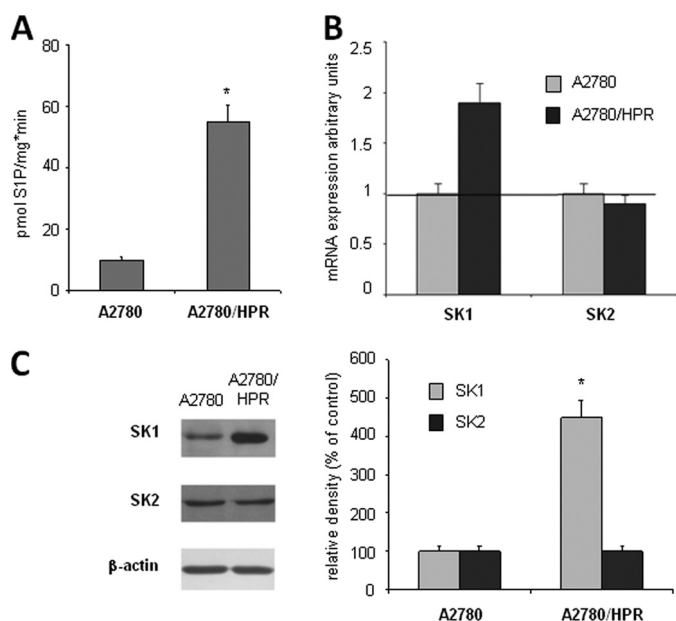 A
pmol S1P/mg*min
80
60
40
20
10
0
*
A2780
A2780/HPR
B
mRNA expression arbitrary units
2.5
2
1.5
1
0.5
0
A2780
A2780/HPR
SK1
SK2
C
A2780
A2780/
HPR
SK1
SK2
β-actin
relative density (% of control)
600
500
400
300
200
100
0
SK1
SK2
*
A2780
A2780/HPR